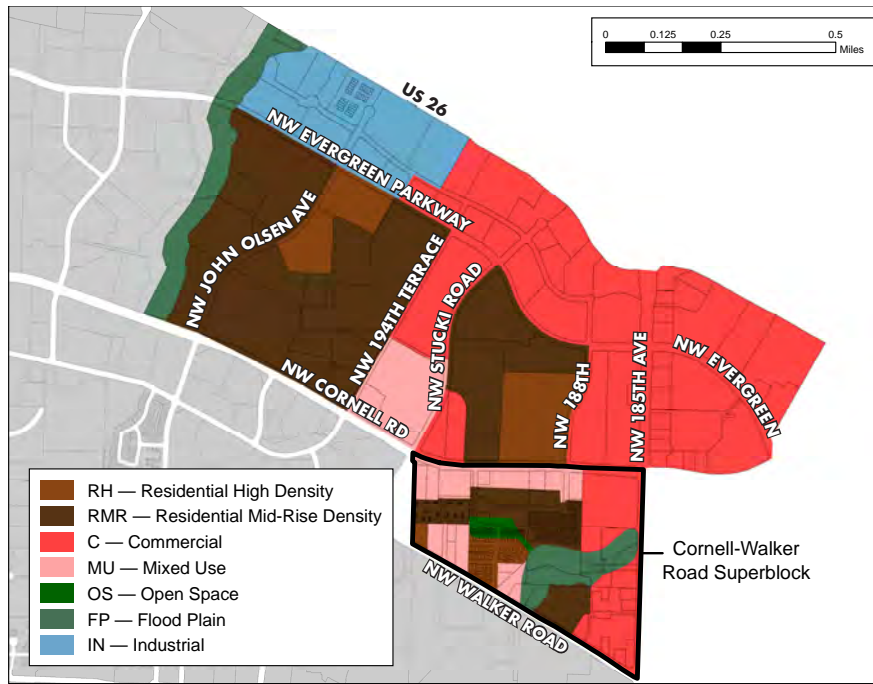 0 0.125 0.25 0.5
Miles
US 26
NW EVERGREEN PARKWAY
NW JOHN OLSEN AVE
NW 194TH TERRACE
NW STUCKI ROAD
NW CORNELL RD
NW 188TH
NW 185TH AVE
NW EVERGREEN
NW WALKER ROAD
Cornell-Walker
Road Superblock
RH — Residential High Density
RMR — Residential Mid-Rise Density
C — Commercial
MU — Mixed Use
OS — Open Space
FP — Flood Plain
IN — Industrial